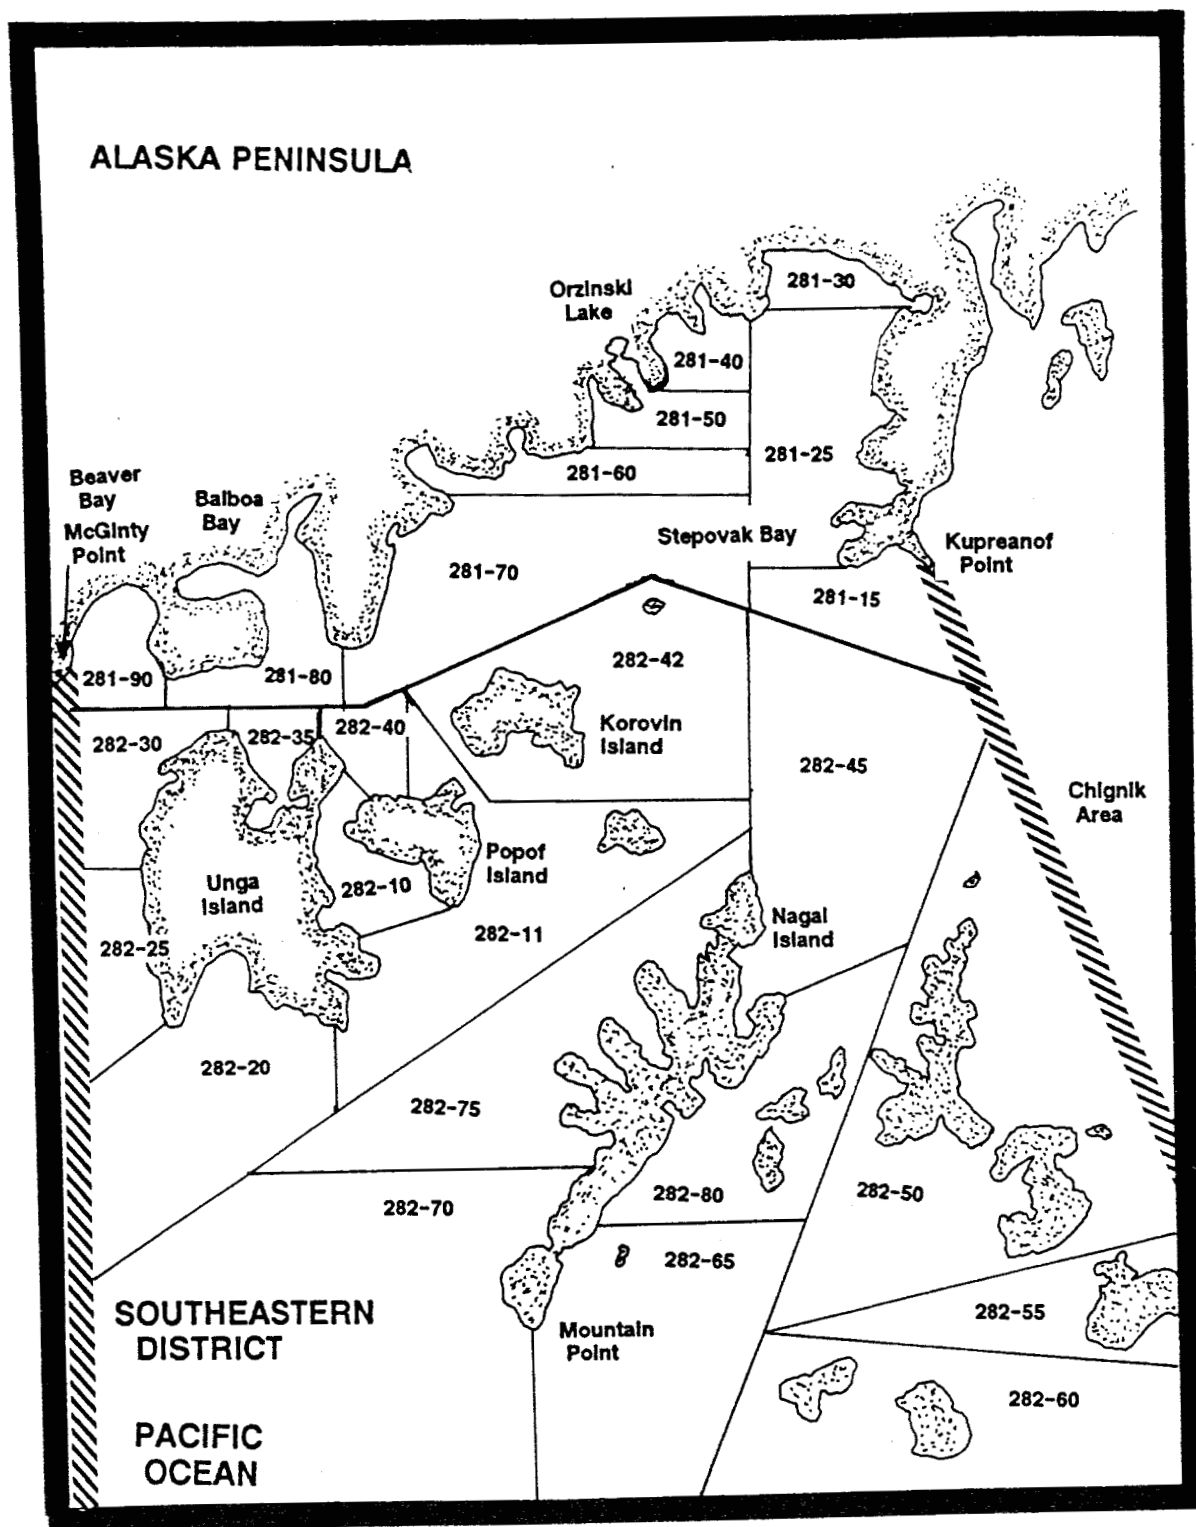 ALASKA PENINSULA
281-30
Orzinski
Lake
281-40
281-50
281-25
281-60
Beaver
Bay
McGinty
Point
Balboa
Bay
Stepovak Bay
Kupreanof
Point
281-70
281-15
282-42
281-90
281-80
282-30
282-35
282-40
Korovin
Island
282-45
Chignik
Area
Unga
Island
282-10
Popof
Island
Nagai
Island
282-11
282-25
282-20
282-75
282-70
282-80
282-50
282-65
SOUTHEASTERN
DISTRICT
Mountain
Point
282-55
282-60
PACIFIC
OCEAN